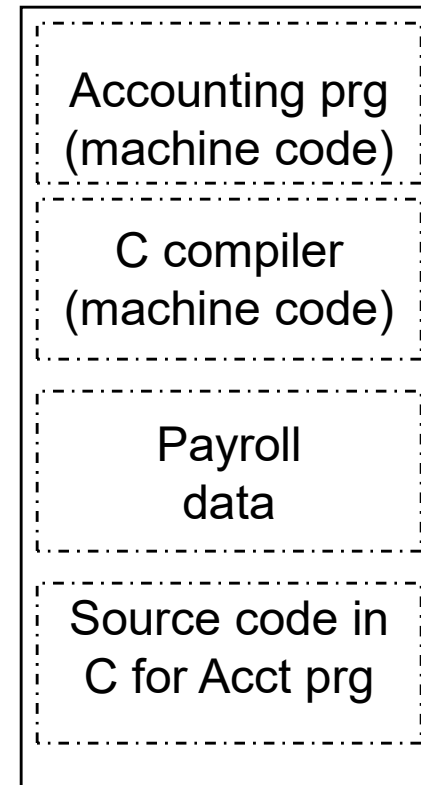 Accounting prg
(machine code)
C compiler
(machine code)
Payroll
data
Source code in
C for Acct prg